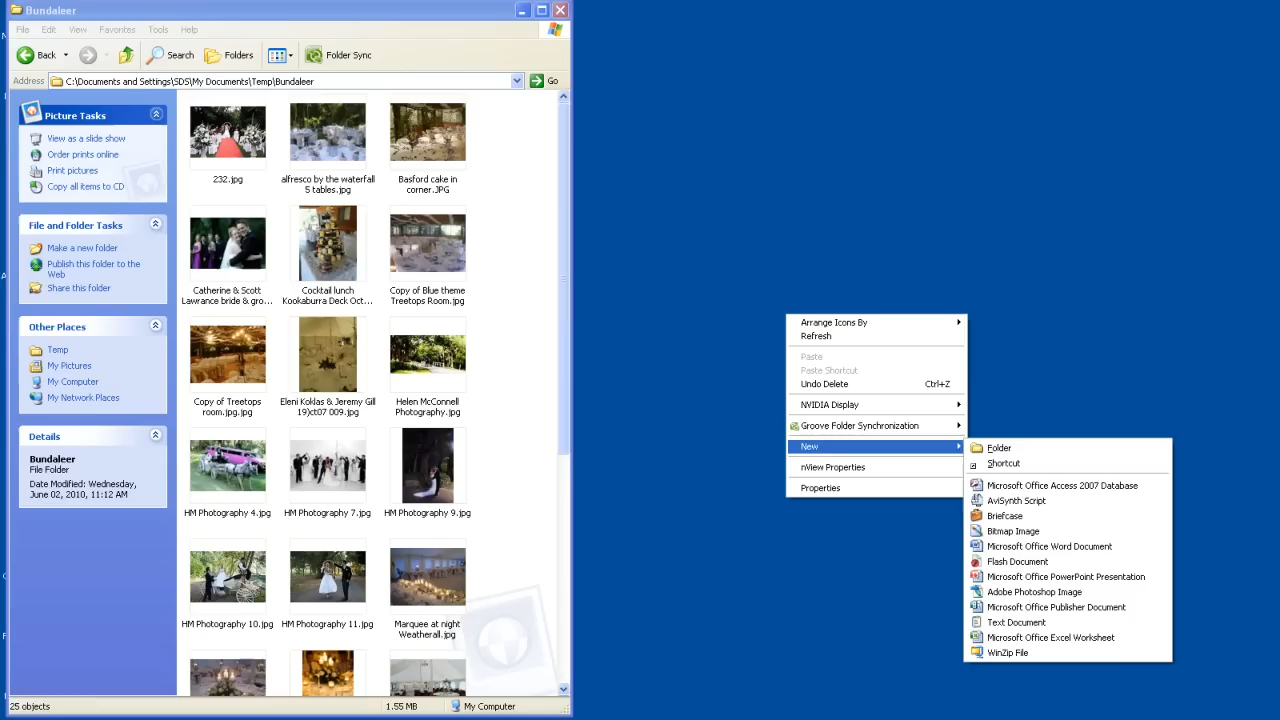 Bundaleer
File Edit View Favorites Tools Help
Back Search Folders Folder Sync
Address C:\Documents and Settings\SDS\My Documents\Temp\Bundaleer Go
Picture Tasks
View as a slide show
Order prints online
Print pictures
Copy all items to CD
File and Folder Tasks
Make a new folder
Publish this folder to the
Web
Share this folder
Other Places
Temp
My Pictures
My Computer
My Network Places
Details
Bundaleer
File Folder
Date Modified: Wednesday,
June 02, 2010, 11:12 AM
232.jpg
alfresco by the waterfall
5 tables.jpg
Basford cake in
corner.JPG
Catherine & Scott
Lawrance bride & gro...
Cocktail lunch
Kookaburra Deck Oct...
Copy of Blue theme
Treetops Room.jpg
Copy of Treetops
room.jpg.jpg
Eleni Koklas & Jeremy Gill
19)ct07 009.jpg
Helen McConnell
Photography.jpg
HM Photography 4.jpg
HM Photography 7.jpg
HM Photography 9.jpg
HM Photography 10.jpg
HM Photography 11.jpg
Marquee at night
Weatherall.jpg
25 objects 1.55 MB My Computer
Arrange Icons By
Refresh
Paste
Paste Shortcut
Undo Delete Ctrl+Z
NVIDIA Display
Groove Folder Synchronization
New
nView Properties
Properties
Folder
Shortcut
Microsoft Office Access 2007 Database
AviSynth Script
Briefcase
Bitmap Image
Microsoft Office Word Document
Flash Document
Microsoft Office PowerPoint Presentation
Adobe Photoshop Image
Microsoft Office Publisher Document
Text Document
Microsoft Office Excel Worksheet
WinZip File